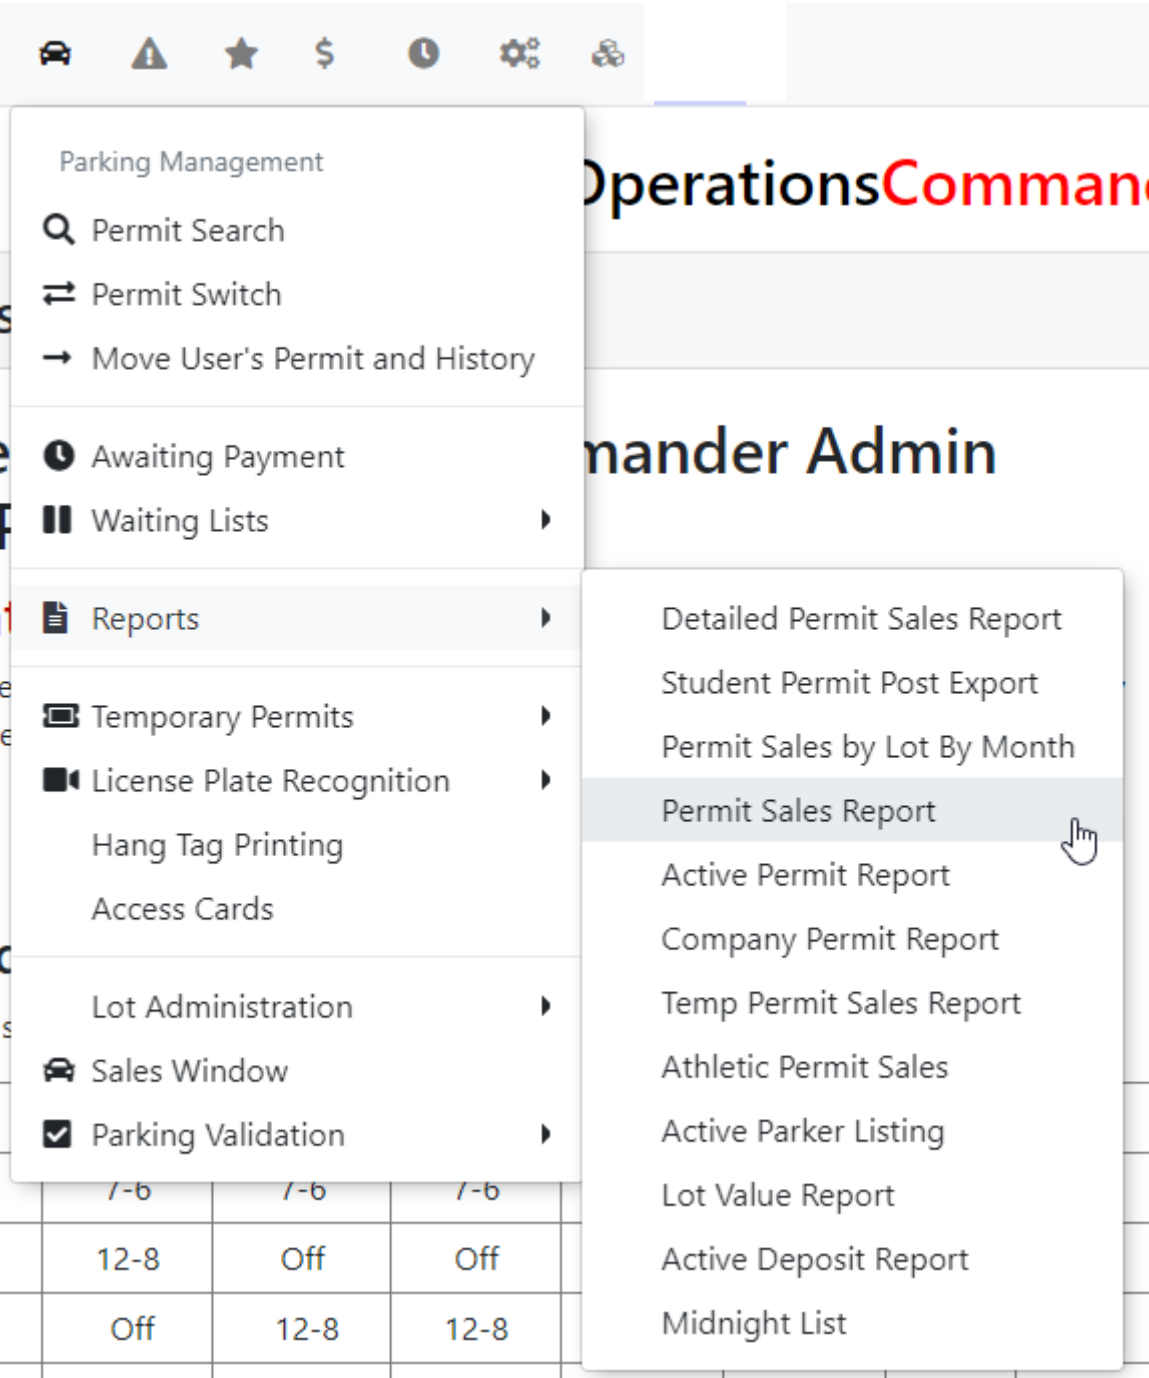 Parking Management
OperationsCommand
Permit Search
Permit Switch
Move User's Permit and History
Awaiting Payment
mander Admin
Waiting Lists
Reports
Temporary Permits
License Plate Recognition
Hang Tag Printing
Access Cards
Lot Administration
Sales Window
Parking Validation
Detailed Permit Sales Report
Student Permit Post Export
Permit Sales by Lot By Month
Permit Sales Report
Active Permit Report
Company Permit Report
Temp Permit Sales Report
Athletic Permit Sales
Active Parker Listing
Lot Value Report
Active Deposit Report
Midnight List
7-6 7-6 7-6
12-8 Off Off
Off 12-8 12-8